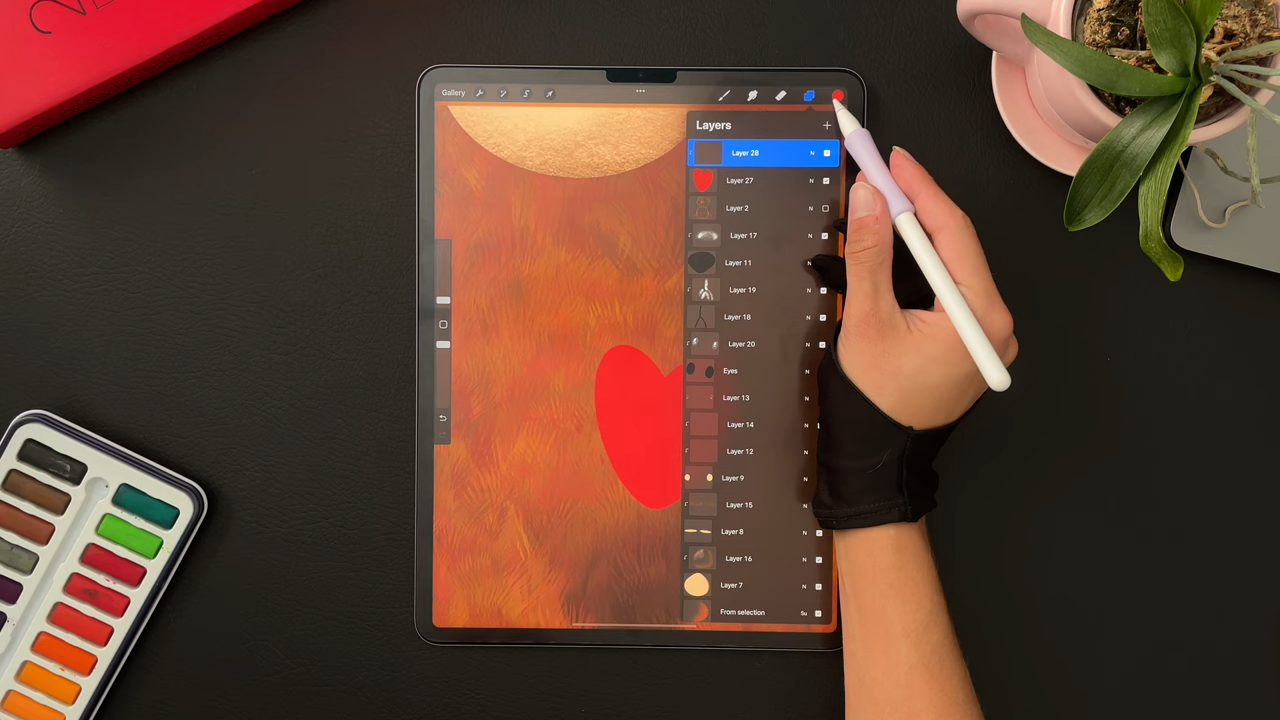 Gallery
Layers
Layer 28 N
Layer 27 N
Layer 2 N
Layer 17 N
Layer 11 N
Layer 19 N
Layer 18 N
Layer 20 N
Eyes N
Layer 13 N
Layer 14 N
Layer 12 N
Layer 9 N
Layer 15 N
Layer 8 N
Layer 16 N
Layer 7 N
From selection Su